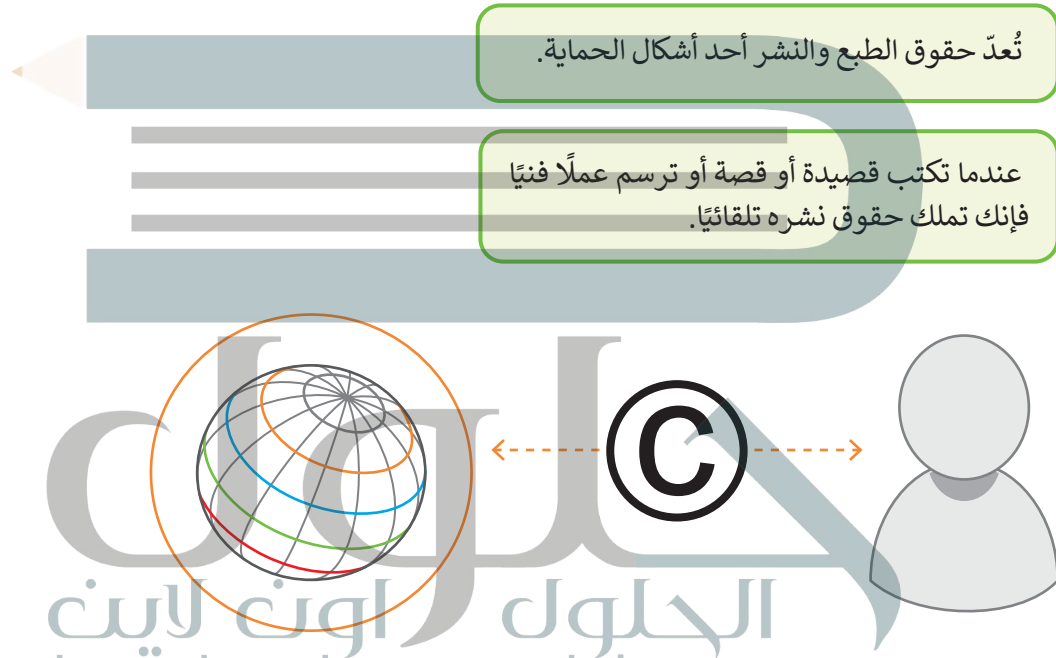 تُعدّ حقوق الطبع والنشر أحد أشكال الحماية.
عندما تكتب قصيدة أو قصة أو ترسم عملًا فنيًا
فإنك تملك حقوق نشره تلقائيًا.
©
حلول
الحلول اون لاين